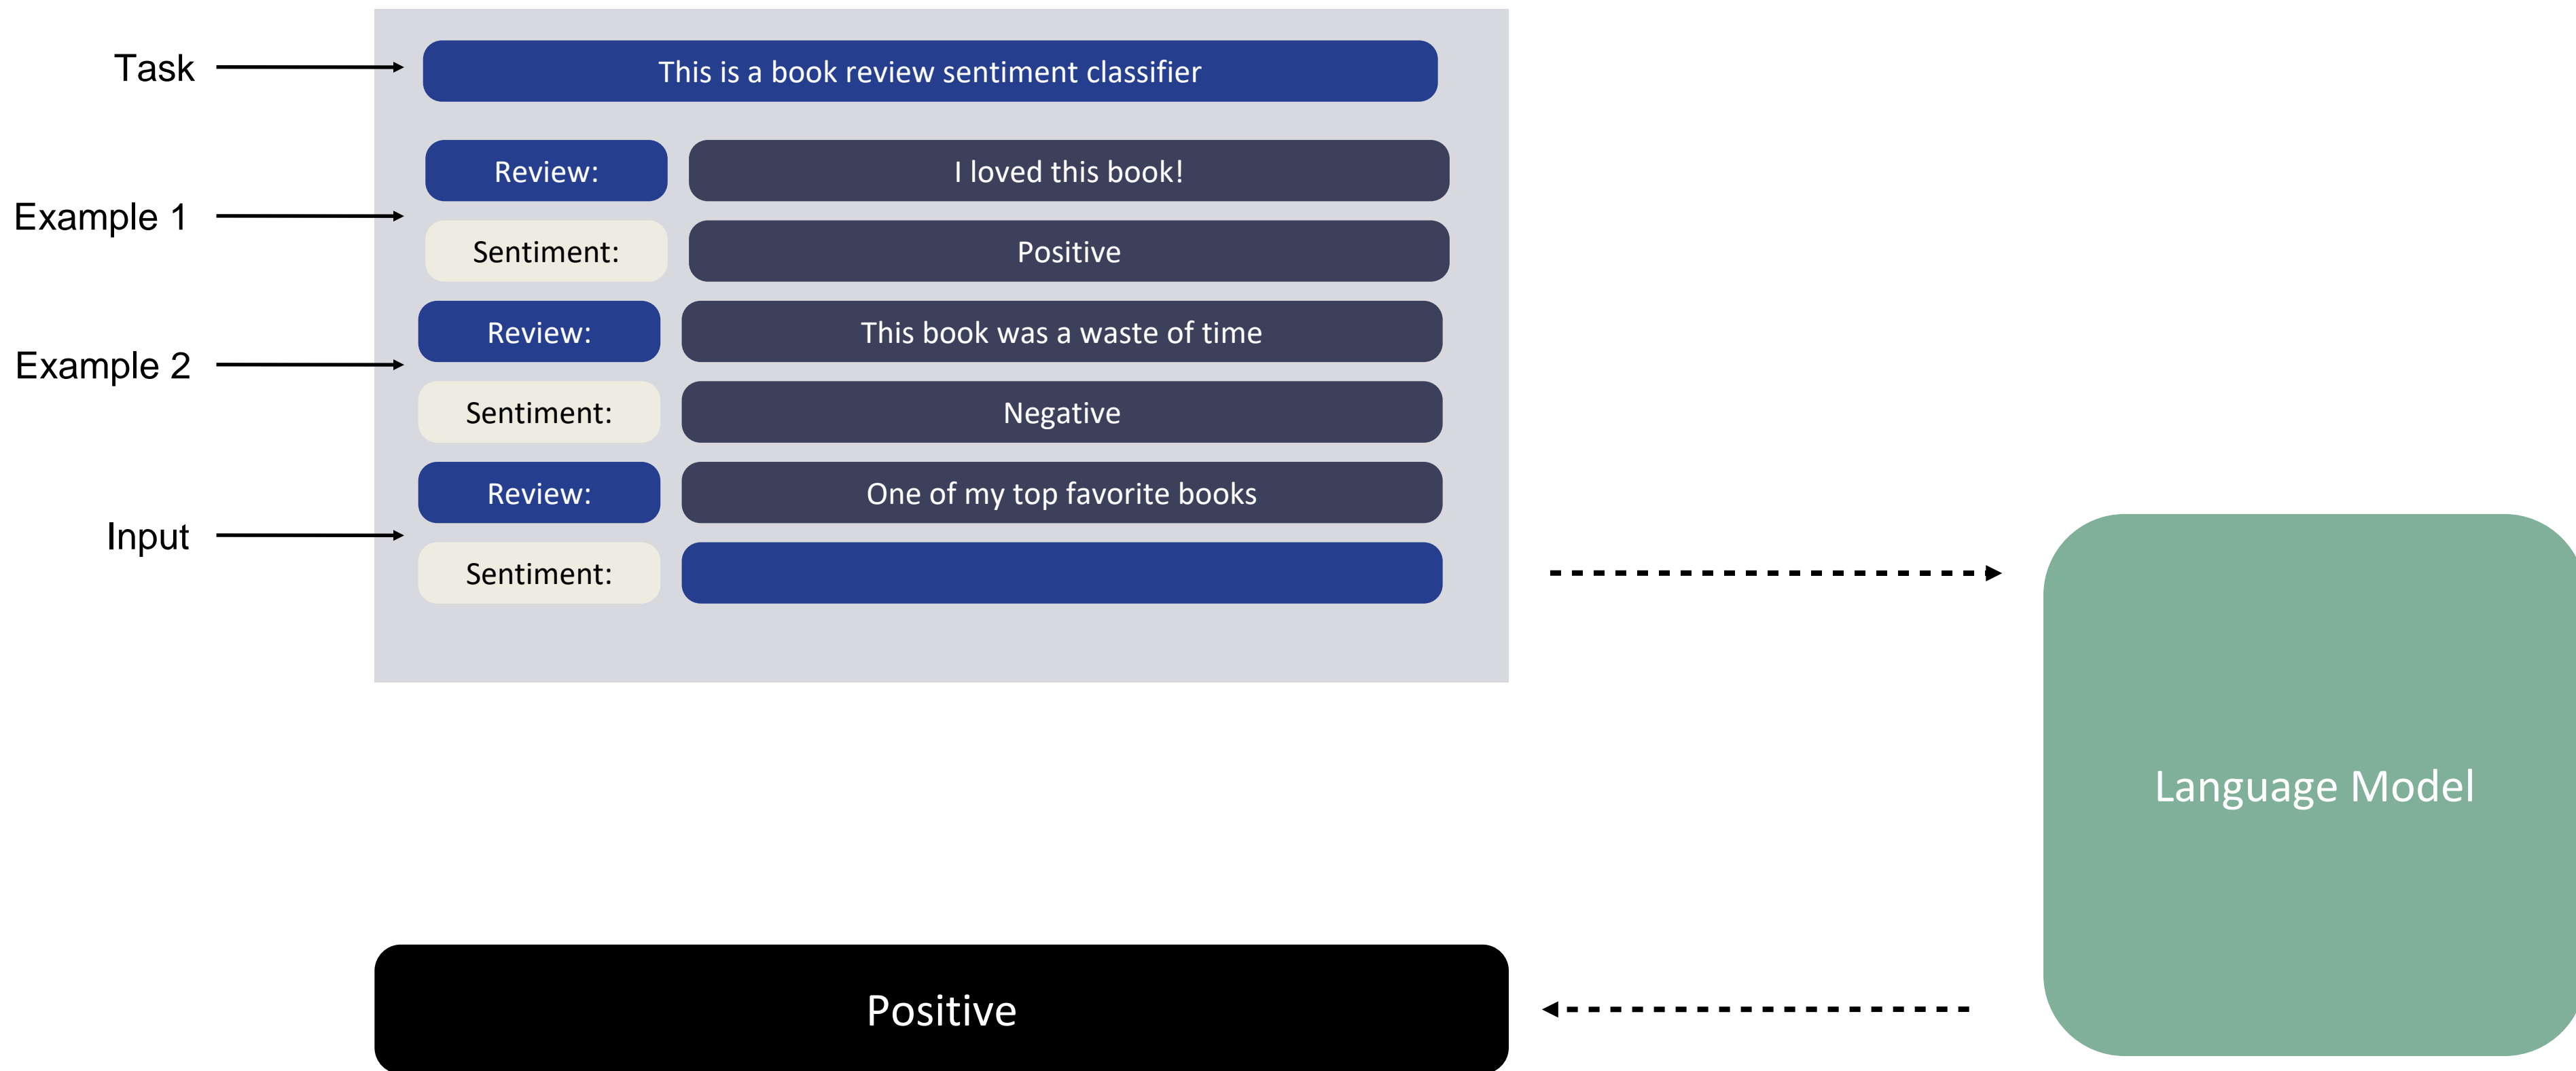 Task
This is a book review sentiment classifier
Example 1
Review:
I loved this book!
Sentiment:
Positive
Example 2
Review:
This book was a waste of time
Sentiment:
Negative
Input
Review:
One of my top favorite books
Sentiment:
Language Model
Positive